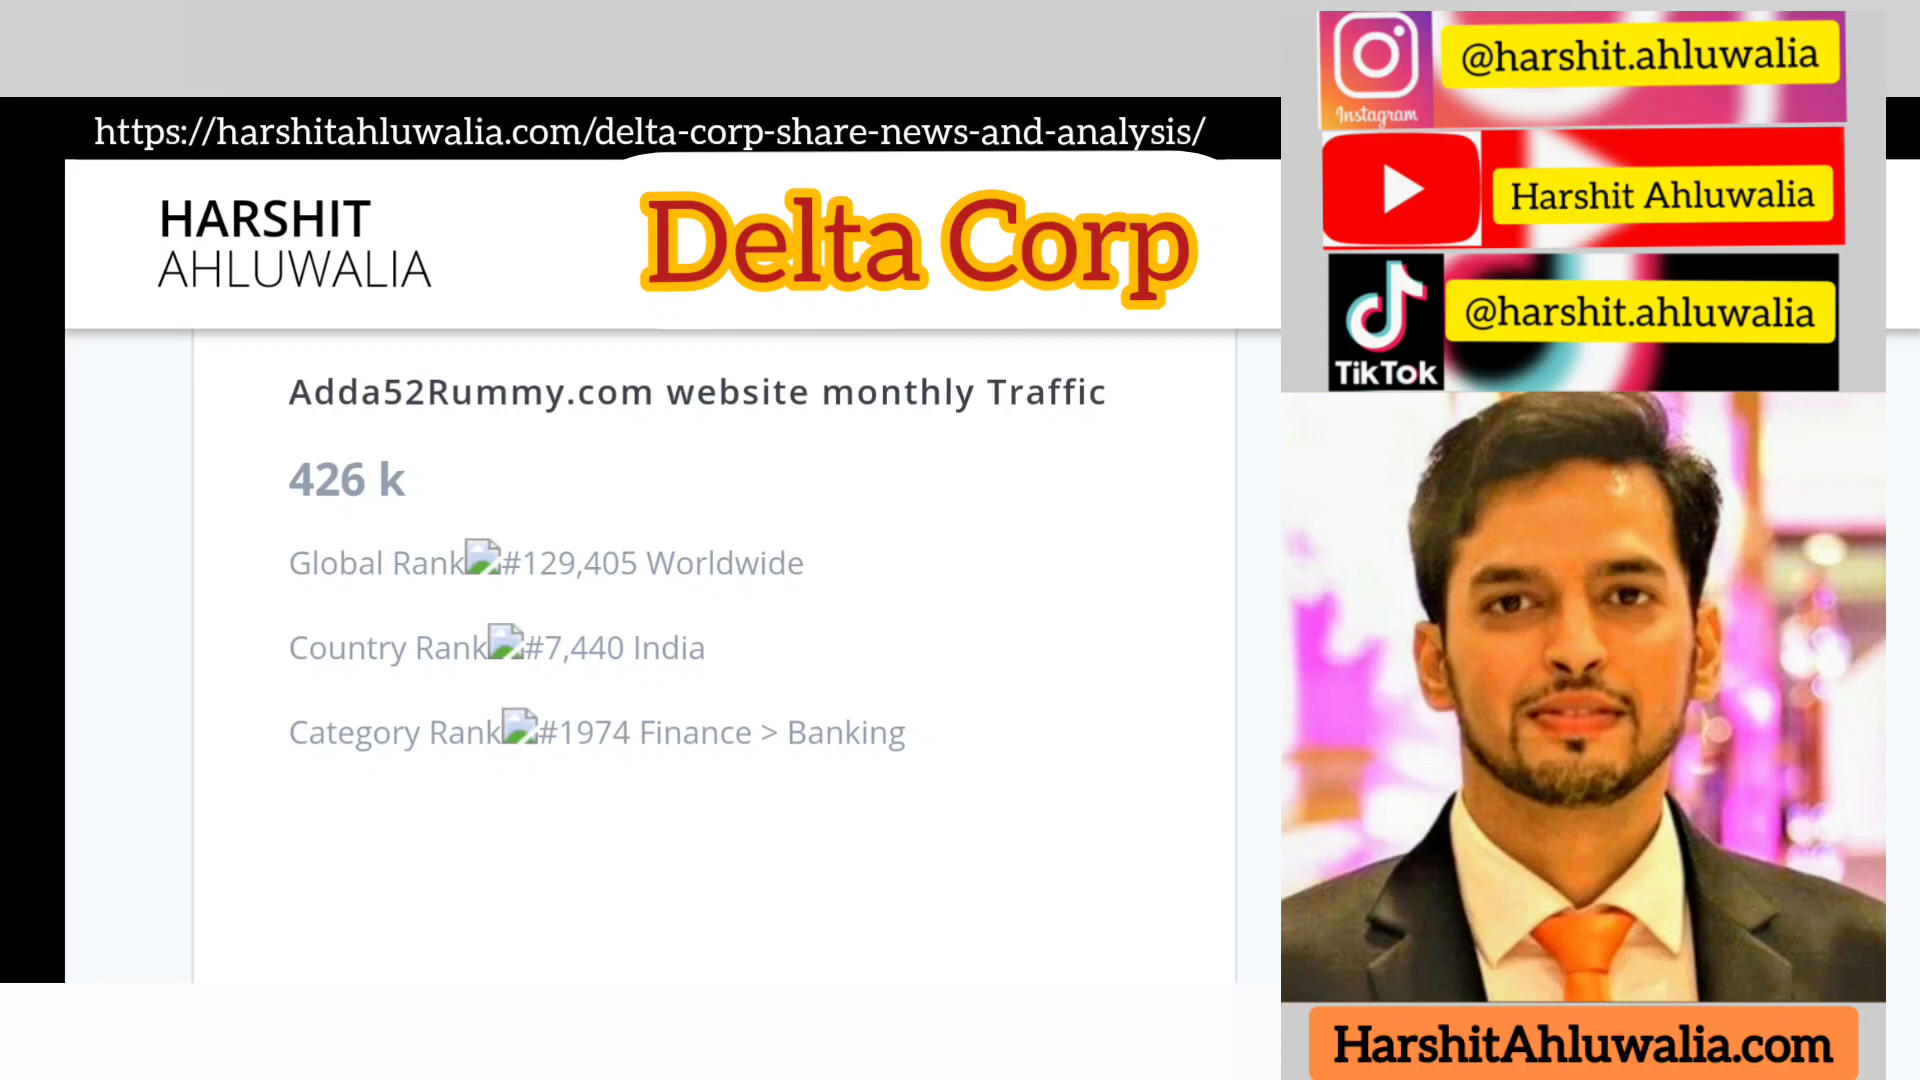 https://harshitahluwalia.com/delta-corp-share-news-and-analysis/
HARSHIT
AHLUWALIA
Delta Corp
Adda52Rummy.com website monthly Traffic
426 k
Global Rank#129,405 Worldwide
Country Rank#7,440 India
Category Rank#1974 Finance > Banking
Instagram
@harshit.ahluwalia
Harshit Ahluwalia
TikTok
@harshit.ahluwalia
HarshitAhluwalia.com